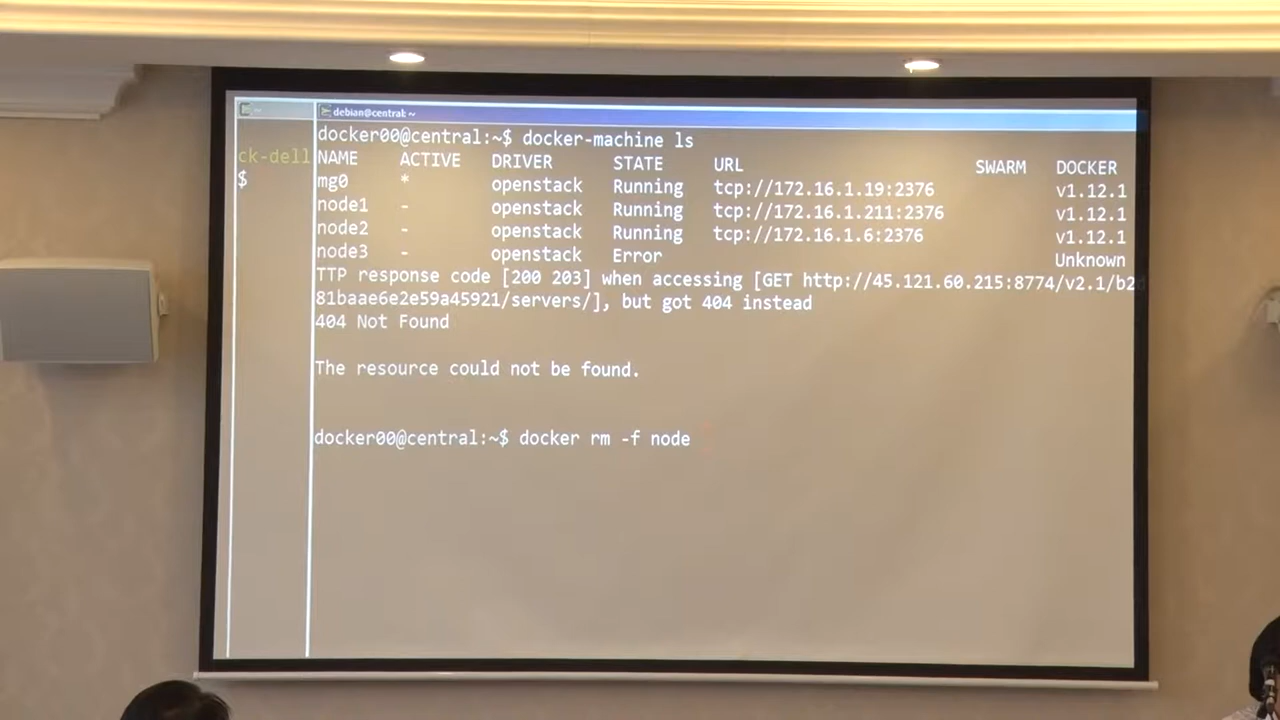 debian@central: ~
ck-dell
$
docker00@central:~$ docker-machine ls
NAME ACTIVE DRIVER STATE URL SWARM DOCKER
mg0 * openstack Running tcp://172.16.1.19:2376 v1.12.1
node1 - openstack Running tcp://172.16.1.211:2376 v1.12.1
node2 - openstack Running tcp://172.16.1.6:2376 v1.12.1
node3 - openstack Error Unknown
TTP response code [200 203] when accessing [GET http://45.121.60.215:8774/v2.1/b2d
81baae6e2e59a45921/servers/], but got 404 instead
404 Not Found
The resource could not be found.
docker00@central:~$ docker rm -f node